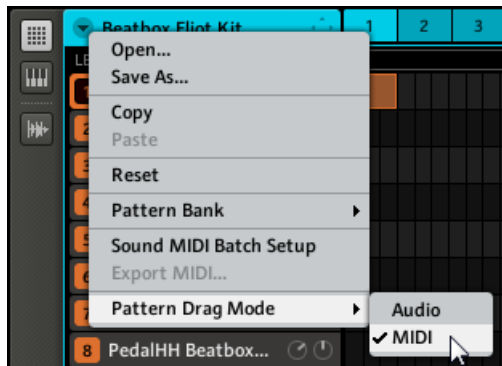 Beatbox Eliot Kit
1 2 3
Open...
Save As...
Copy
Paste
Reset
Pattern Bank
Sound MIDI Batch Setup
Export MIDI...
Pattern Drag Mode
Audio
MIDI
8 PedalHH Beatbox...